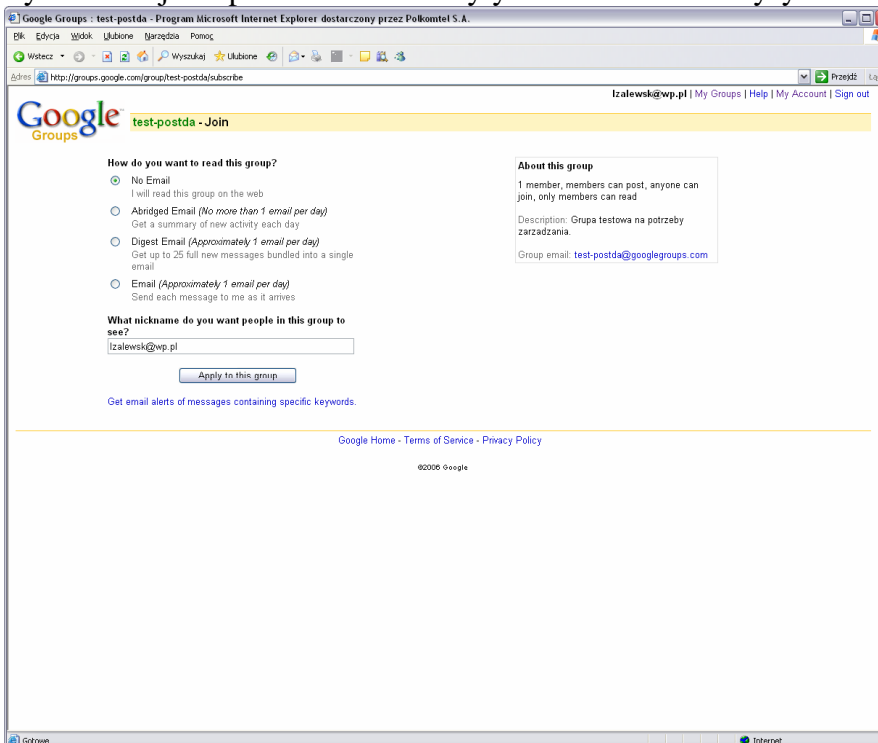 Google Groups : test-postda - Program Microsoft Internet Explorer dostarczony przez Polkomtel S.A.
Plik Edycja Widok Ulubione Narzędzia Pomoc
Wstecz Wyszukaj Ulubione
Adres http://groups.google.com/group/test-postda/subscribe Przejdź
lzalewsk@wp.pl | My Groups | Help | My Account | Sign out
Google Groups
test-postda - Join
How do you want to read this group?
No Email
I will read this group on the web
Abridged Email (No more than 1 email per day)
Get a summary of new activity each day
Digest Email (Approximately 1 email per day)
Get up to 25 full new messages bundled into a single
email
Email (Approximately 1 email per day)
Send each message to me as it arrives
What nickname do you want people in this group to
see?
lzalewsk@wp.pl
Apply to this group
Get email alerts of messages containing specific keywords.
About this group
1 member, members can post, anyone can
join, only members can read
Description: Grupa testowa na potrzeby
zarzadzania.
Group email: test-postda@googlegroups.com
Google Home - Terms of Service - Privacy Policy
©2006 Google
Gotowe Internet